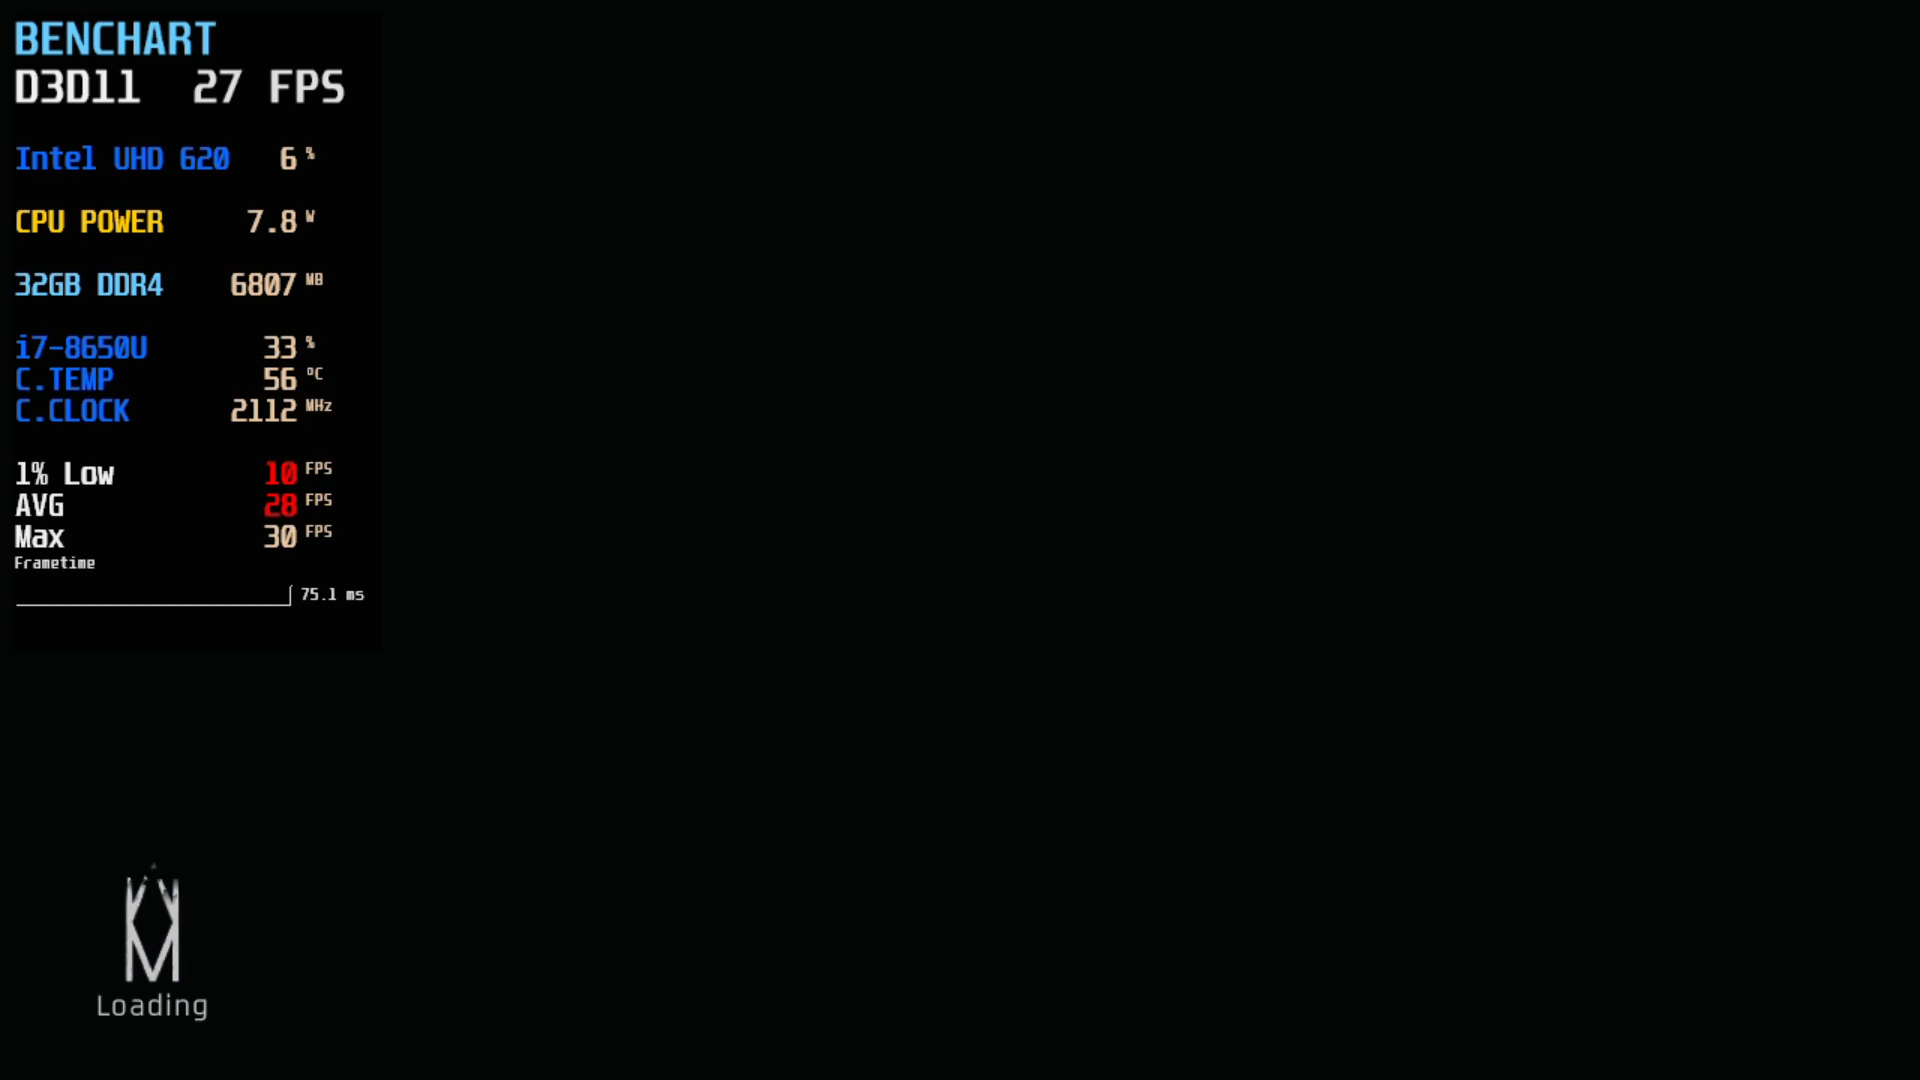 BENCHART
D3D11 27 FPS
Intel UHD 620 6 %
CPU POWER 7.8 W
32GB DDR4 6807 MB
i7-8650U 33 %
C.TEMP 56 °C
C.CLOCK 2112 MHz
1% Low 10 FPS
AVG 28 FPS
Max 30 FPS
Frametime
75.1 ms
Loading